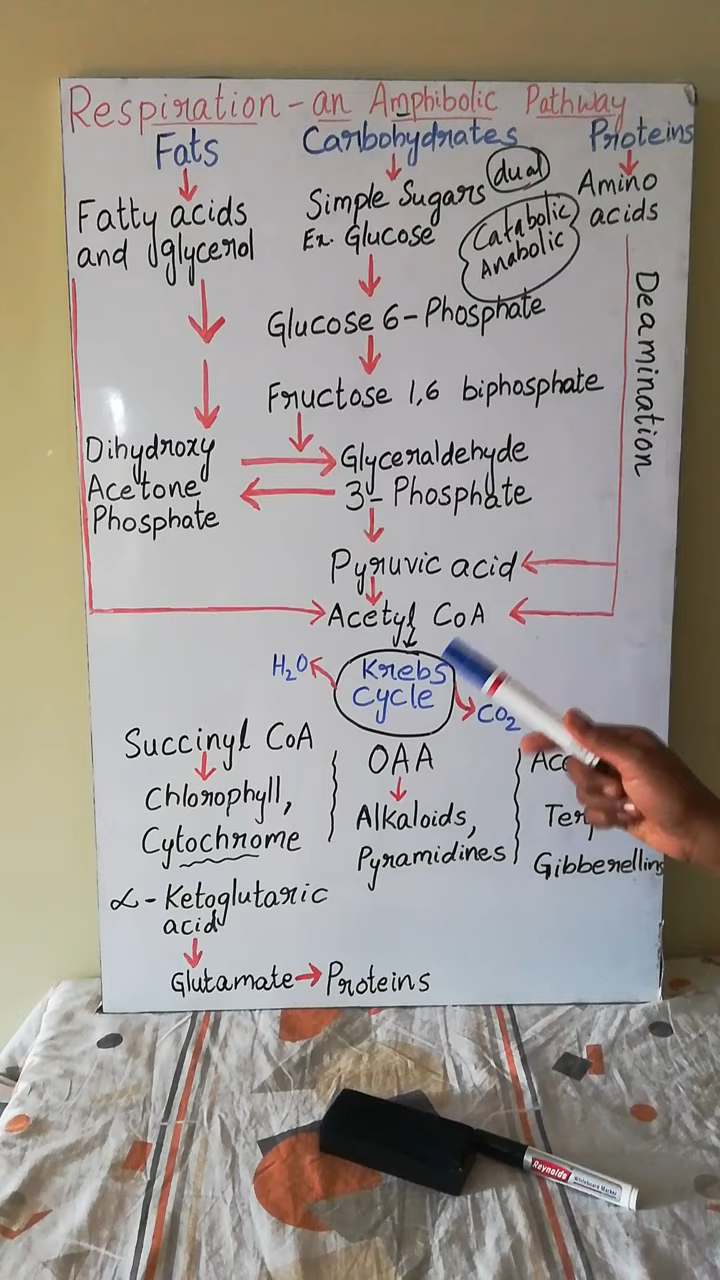 Respiration - an Amphibolic Pathway
Fats
Carbohydrates
Proteins
Fatty acids
and glycerol
Simple Sugars
Ex. Glucose
dual
Catabolic
Anabolic
Amino
acids
Glucose 6-Phosphate
Deamination
Fructose 1,6 biphosphate
Dihydroxy
Acetone
Phosphate
Glyceraldehyde
3-Phosphate
Pyruvic acid
Acetyl CoA
H2O
Krebs
Cycle
CO2
Succinyl CoA
Chlorophyll,
Cytochrome
OAA
Alkaloids,
Pyramidines
Gibberellins
α-Ketoglutaric
acid
Glutamate → Proteins
Reynolds
Whiteboard Marker